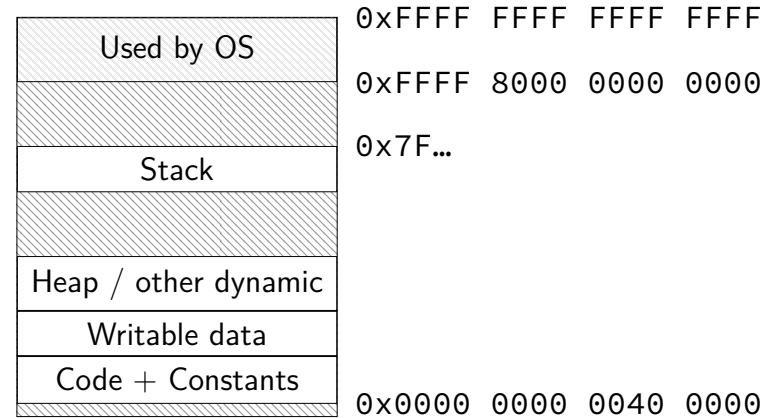 0xFFFF FFFF FFFF FFFF
Used by OS
0xFFFF 8000 0000 0000
0x7F…
Stack
Heap / other dynamic
Writable data
Code + Constants
0x0000 0000 0040 0000